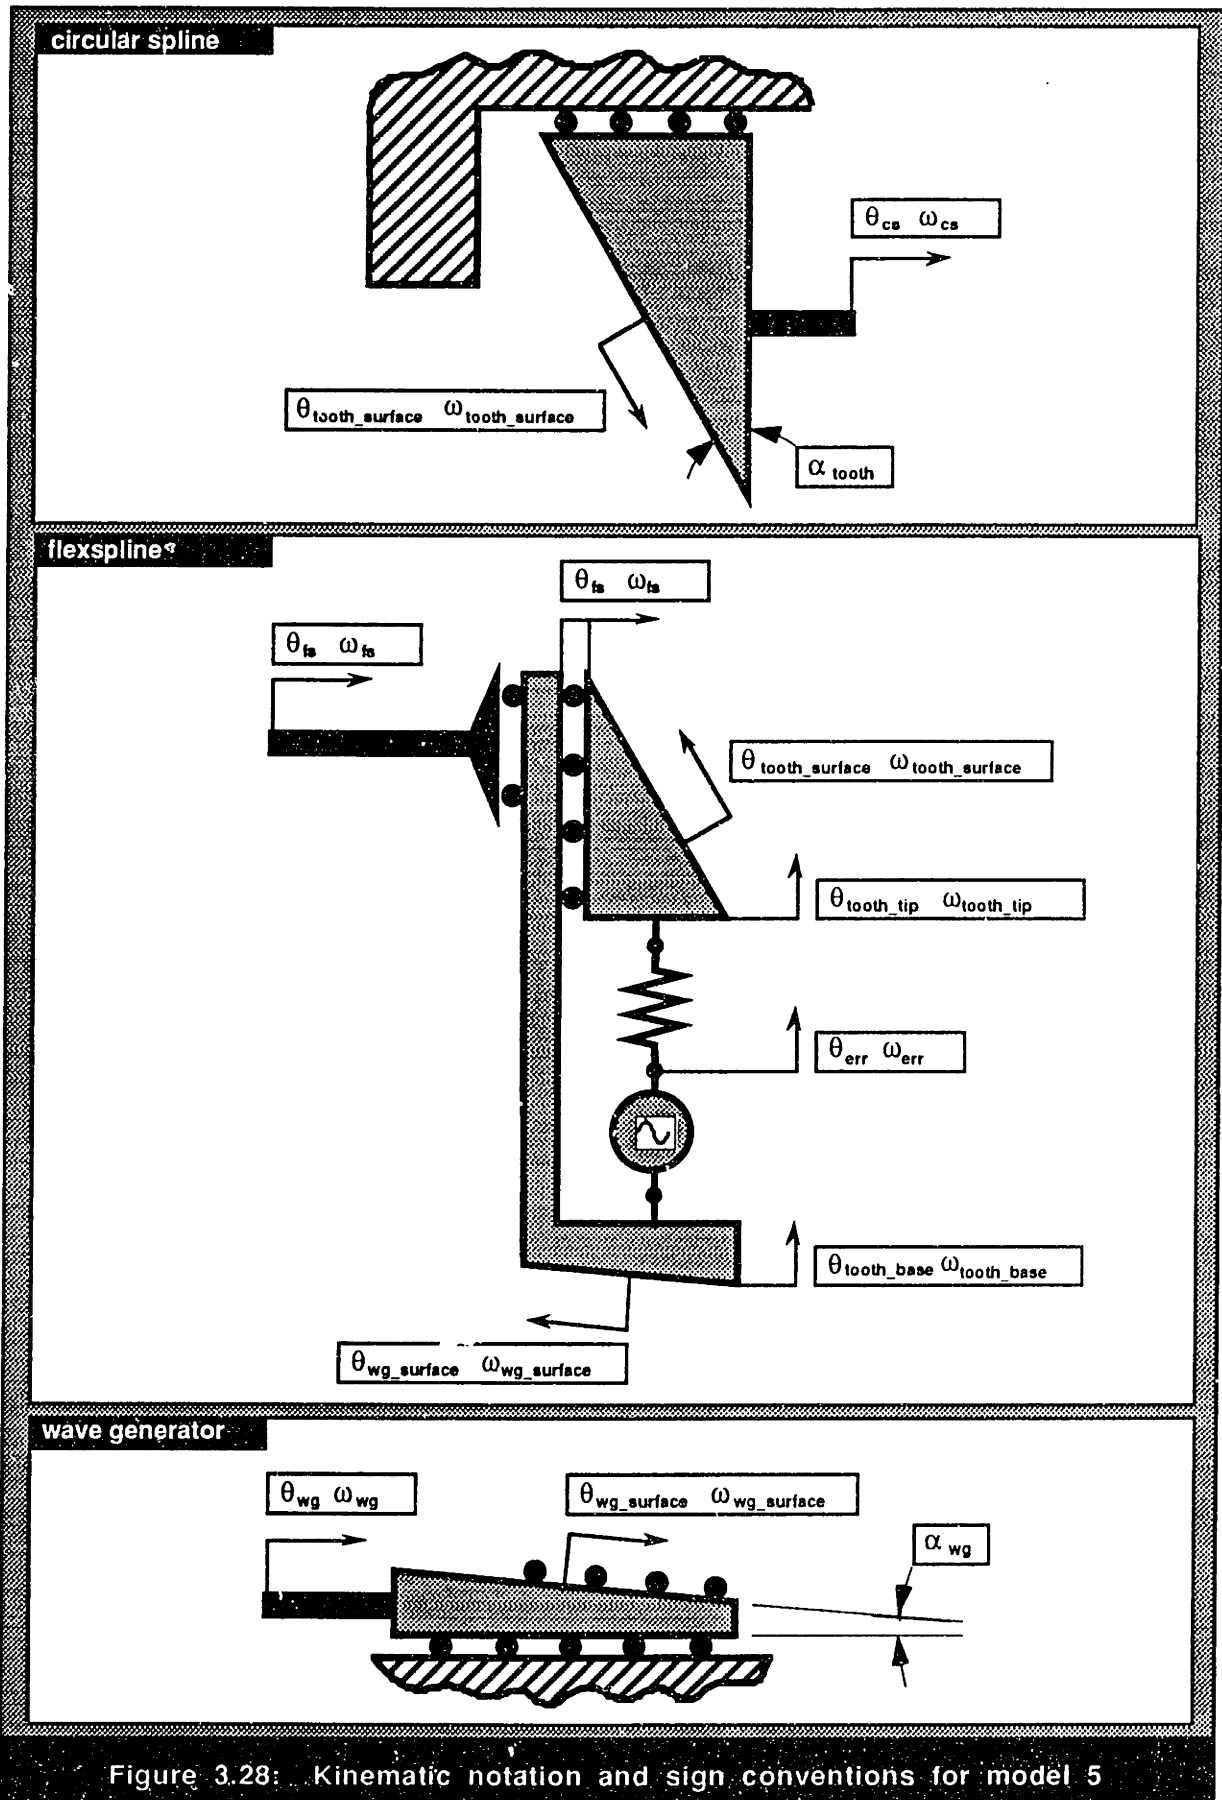 circular spline
θcs ωcs
θtooth_surface ωtooth_surface
α tooth
flexspline
θfs ωfs
θfs ωfs
θtooth_surface ωtooth_surface
θtooth_tip ωtooth_tip
θerr ωerr
θtooth_base ωtooth_base
θwg_surface ωwg_surface
wave generator
θwg ωwg
θwg_surface ωwg_surface
α wg
Figure 3.28: Kinematic notation and sign conventions for model 5